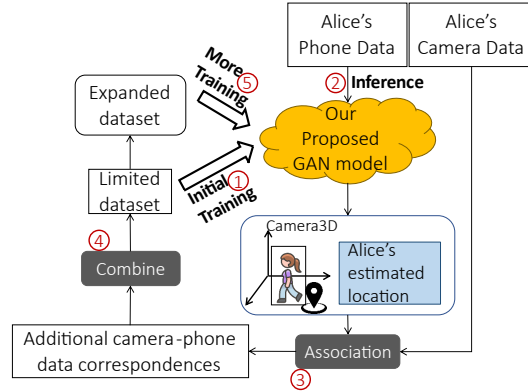 Alice's
Phone Data
Alice's
Camera Data
More
Training
⑤
② Inference
Expanded
dataset
Our
Proposed
GAN model
Limited
dataset
①
Initial
Training
④
Combine
Camera3D
Alice's
estimated
location
Additional camera-phone
data correspondences
Association
③